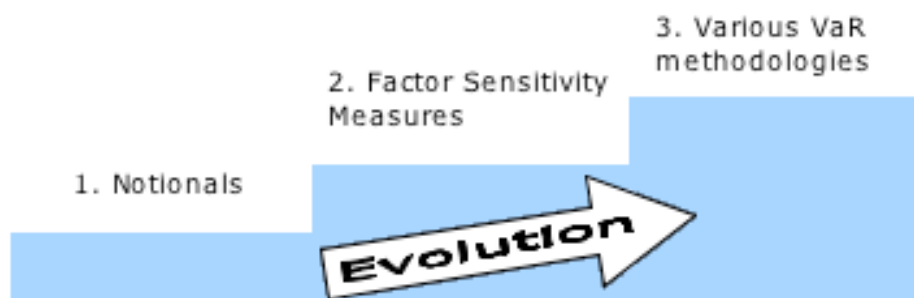 1. Notionals
2. Factor Sensitivity
Measures
3. Various VaR
methodologies
Evolution